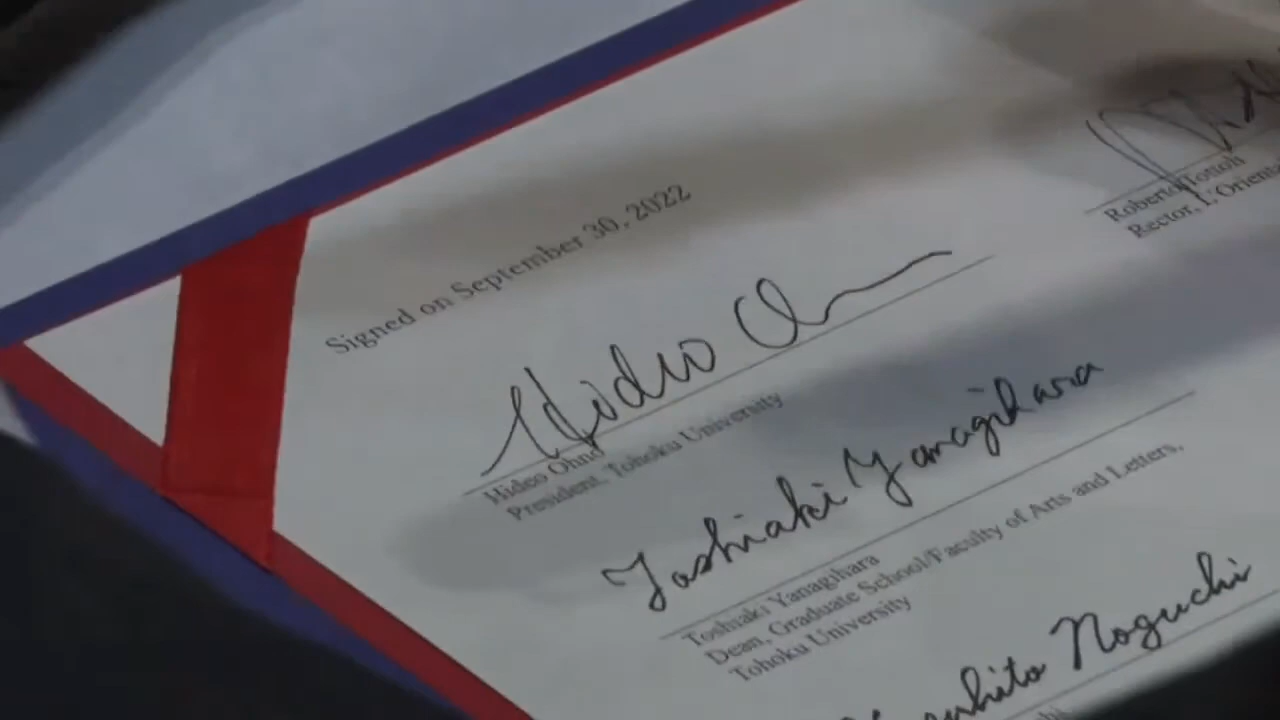 Signed on September 30, 2022
Hideo Ohno
Hideo Ohno
President, Tohoku University
Toshiaki Yanagihara
Toshiaki Yanagihara
Dean, Graduate School/Faculty of Arts and Letters,
Tohoku University
Noguchi
Roberto Tottoli
Rector, L'Orient